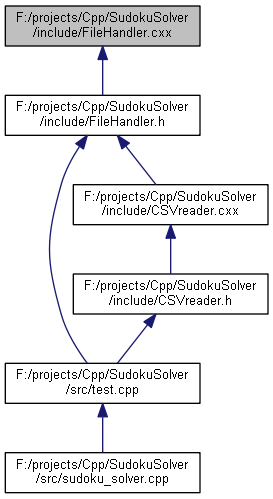 F:/projects/Cpp/SudokuSolver
/include/FileHandler.cxx
F:/projects/Cpp/SudokuSolver
/include/FileHandler.h
F:/projects/Cpp/SudokuSolver
/include/CSVreader.cxx
F:/projects/Cpp/SudokuSolver
/include/CSVreader.h
F:/projects/Cpp/SudokuSolver
/src/test.cpp
F:/projects/Cpp/SudokuSolver
/src/sudoku_solver.cpp